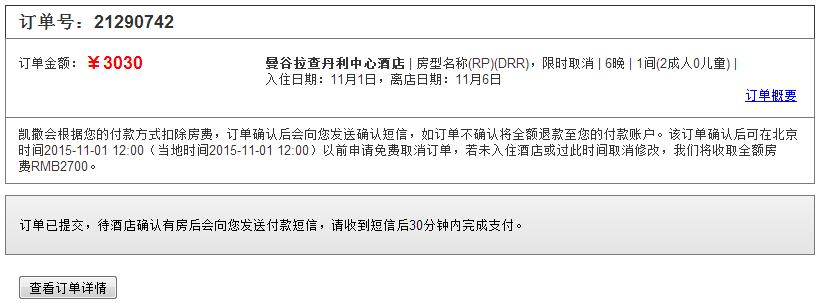 订单号：21290742
订单金额：￥3030
曼谷拉查丹利中心酒店 | 房型名称(RP)(DRR)，限时取消 | 6晚 | 1间(2成人0儿童) |
入住日期：11月1日，离店日期：11月6日
订单概要
凯撒会根据您的付款方式扣除房费，订单确认后会向您发送确认短信，如订单不确认将全额退款至您的付款账户。该订单确认后可在北京
时间2015-11-01 12:00（当地时间2015-11-01 12:00）以前申请免费取消订单，若未入住酒店或过此时间取消修改，我们将收取全额房
费RMB2700。
订单已提交，待酒店确认有房后会向您发送付款短信，请收到短信后30分钟内完成支付。
查看订单详情